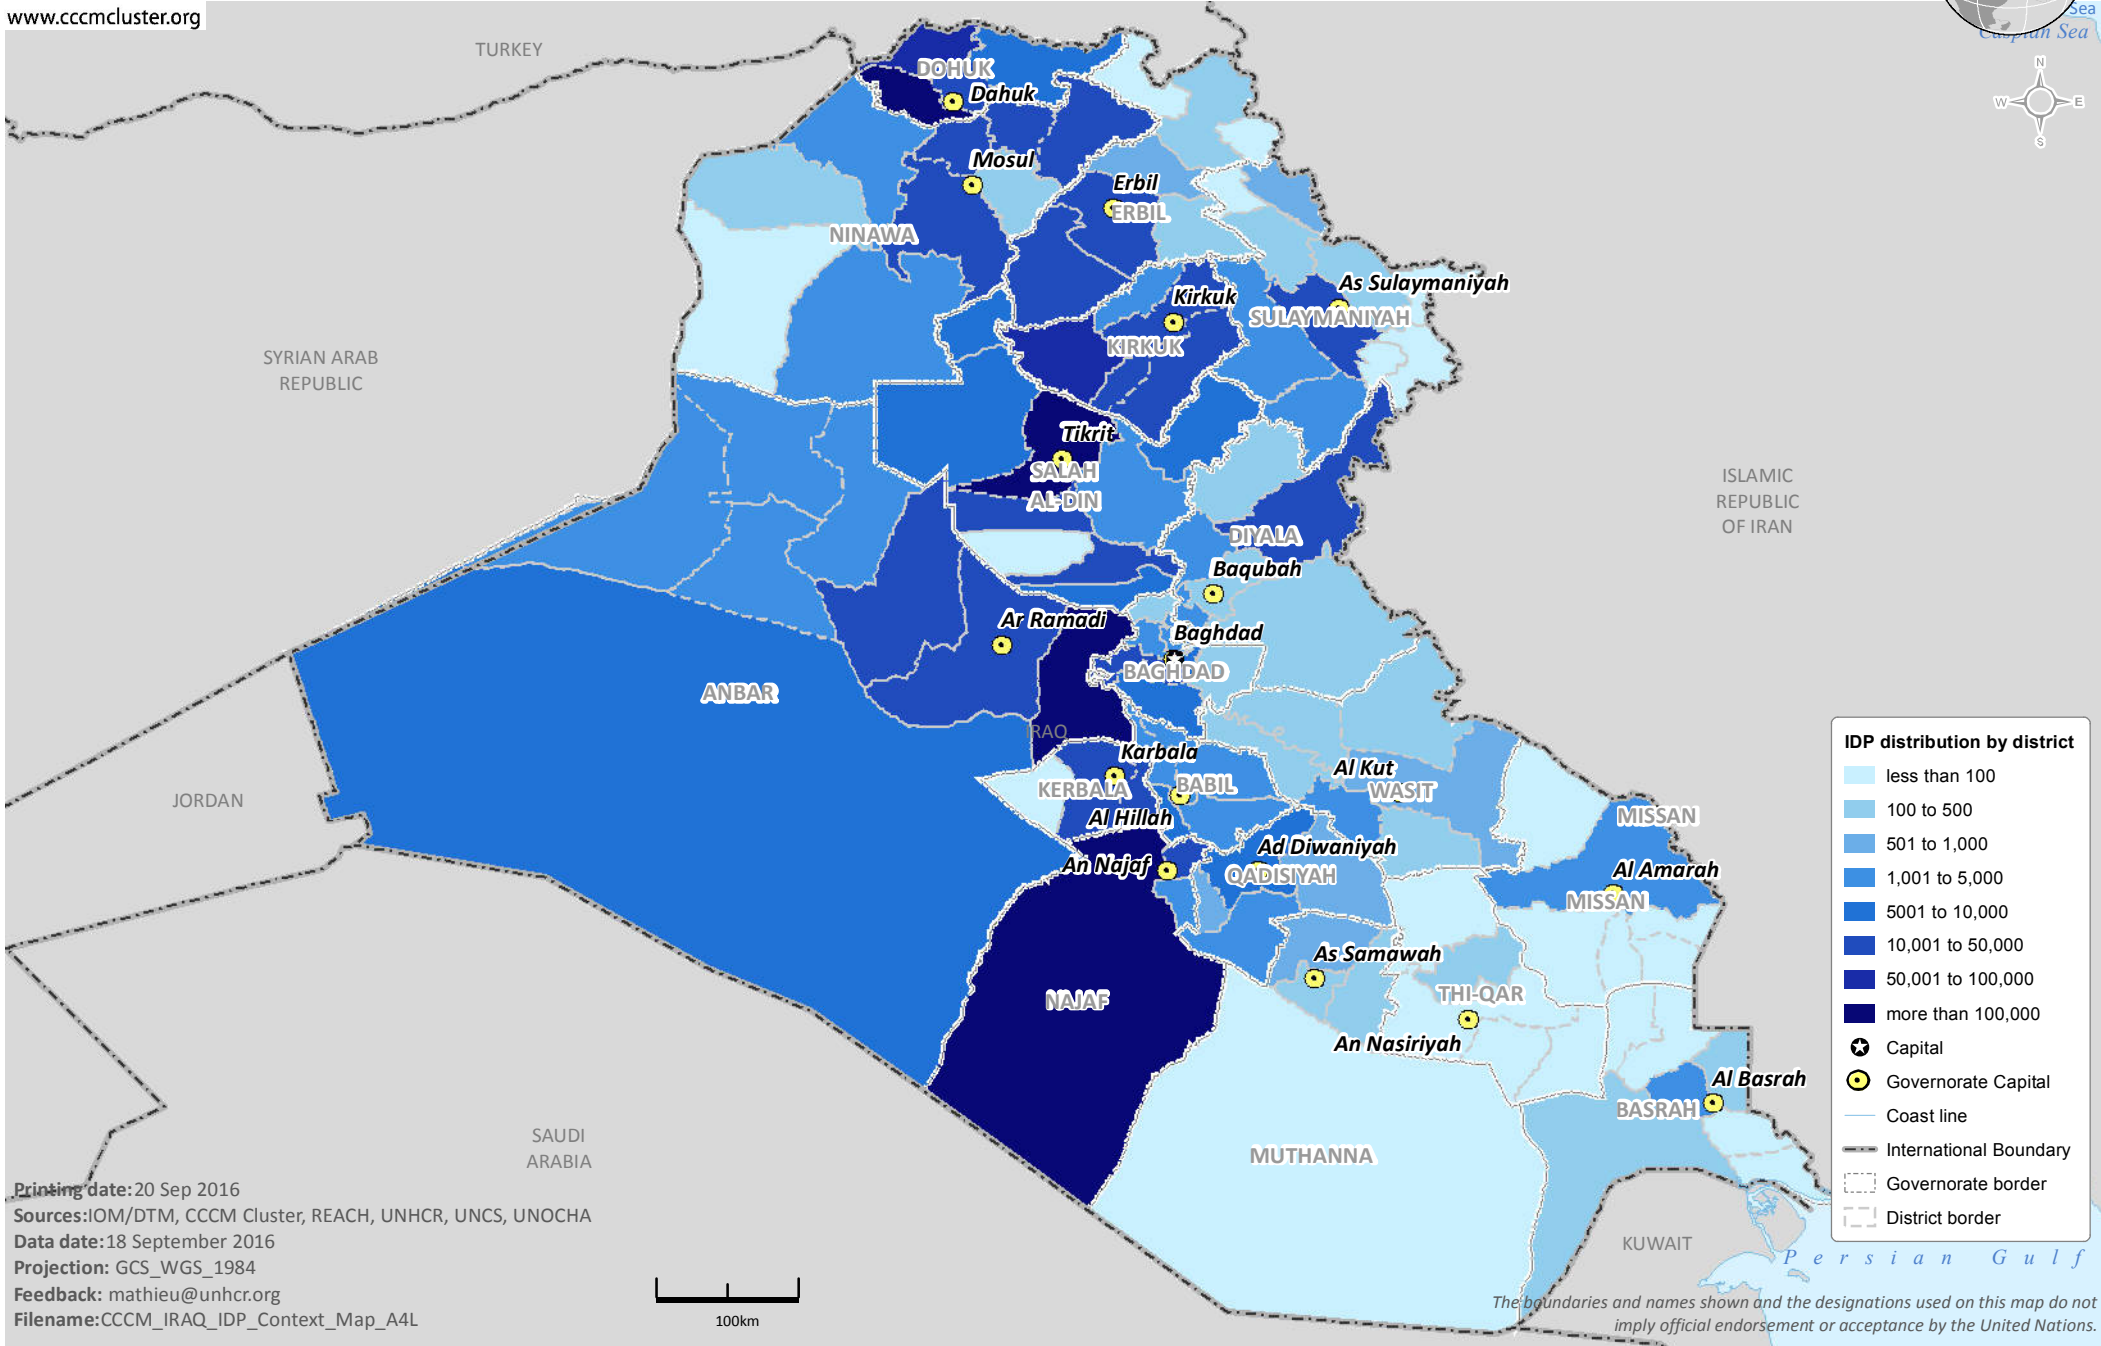 www.cccmcluster.org
Sea
Caspian Sea
N
W
E
S
TURKEY
DOHUK
Dahuk
Mosul
Erbil
ERBIL
NINAWA
As Sulaymaniyah
Kirkuk
SULAYMANIYAH
KIRKUK
SYRIAN ARAB
REPUBLIC
Tikrit
SALAH
AL-DIN
ISLAMIC
REPUBLIC
OF IRAN
DIYALA
Baqubah
Ar Ramadi
Baghdad
BAGHDAD
ANBAR
IRAQ
Karbala
KERBALA
BABIL
Al Kut
WASIT
Al Hillah
JORDAN
MISSAN
Ad Diwaniyah
An Najaf
QADISIYAH
Al Amarah
MISSAN
As Samawah
NAJAF
THI-QAR
An Nasiriyah
Al Basrah
BASRAH
MUTHANNA
SAUDI
ARABIA
KUWAIT
Persian Gulf
IDP distribution by district
less than 100
100 to 500
501 to 1,000
1,001 to 5,000
5001 to 10,000
10,001 to 50,000
50,001 to 100,000
more than 100,000
Capital
Governorate Capital
Coast line
International Boundary
Governorate border
District border
Printing date:20 Sep 2016
Sources:IOM/DTM, CCCM Cluster, REACH, UNHCR, UNCS, UNOCHA
Data date:18 September 2016
Projection: GCS_WGS_1984
Feedback: mathieu@unhcr.org
Filename:CCCM_IRAQ_IDP_Context_Map_A4L
100km
The boundaries and names shown and the designations used on this map do not
imply official endorsement or acceptance by the United Nations.